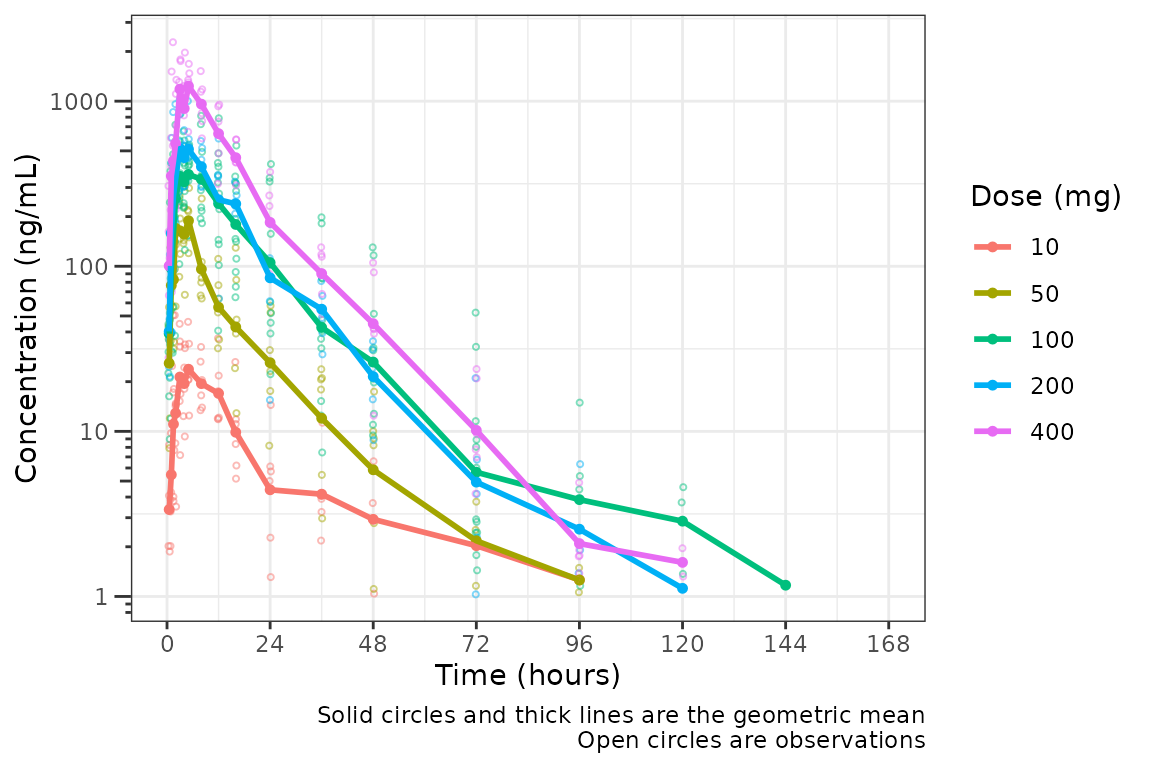 Concentration (ng/mL)
1000
100
10
1
0 24 48 72 96 120 144 168
Time (hours)
Solid circles and thick lines are the geometric mean
Open circles are observations
Dose (mg)
10
50
100
200
400